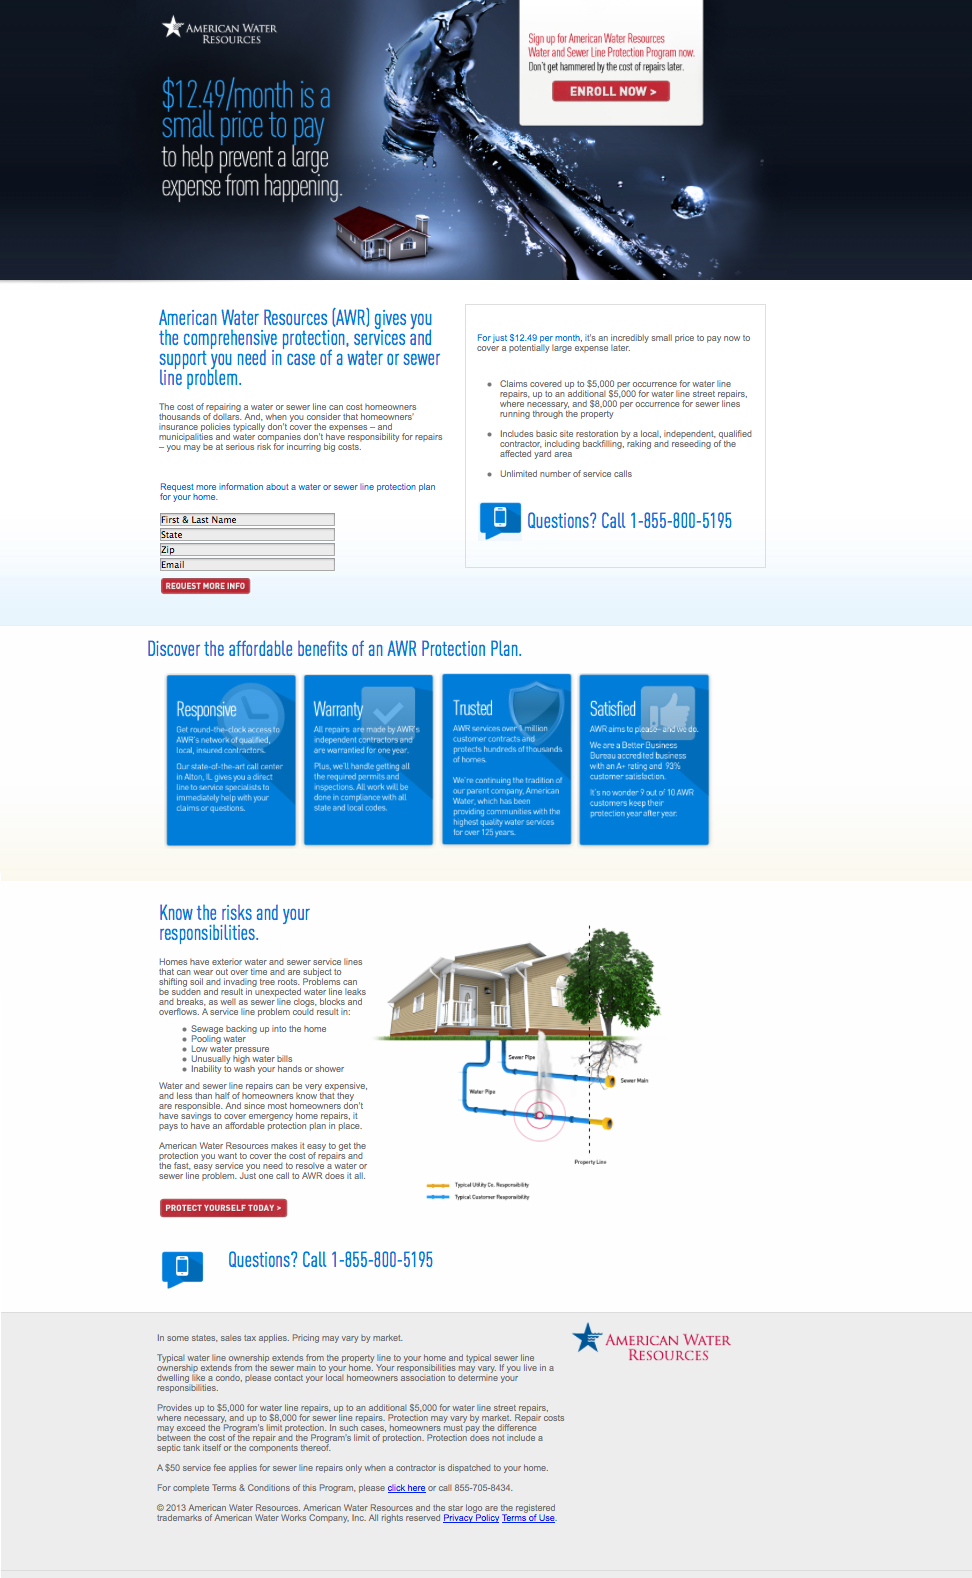 AMERICAN WATER
RESOURCES
$12.49/month is a
small price to pay
to help prevent a large
expense from happening.
Sign up for American Water Resources
Water and Sewer Line Protection Program now.
Don't get hammered by the cost of repairs later.
ENROLL NOW >
American Water Resources (AWR) gives you
the comprehensive protection, services and
support you need in case of a water or sewer
line problem.
The cost of repairing a water or sewer line can cost homeowners
thousands of dollars. And, when you consider that homeowners'
insurance policies typically don't cover the expenses – and
municipalities and water companies don't have responsibility for repairs
– you may be at serious risk for incurring big costs.
Request more information about a water or sewer line protection plan
for your home.
First & Last Name
State
Zip
Email
REQUEST MORE INFO
For just $12.49 per month, it's an incredibly small price to pay now to
cover a potentially large expense later.
Claims covered up to $5,000 per occurrence for water line
repairs, up to an additional $5,000 for water line street repairs,
where necessary, and $8,000 per occurrence for sewer lines
running through the property
Includes basic site restoration by a local, independent, qualified
contractor, including backfilling, raking and reseeding of the
affected yard area
Unlimited number of service calls
Questions? Call 1-855-800-5195
Discover the affordable benefits of an AWR Protection Plan.
Responsive
Get round-the-clock access to
AWR's network of qualified,
local, insured contractors.
Our state-of-the-art call center
in Alton, IL gives you a direct
line to service specialists to
immediately help with your
claims or questions.
Warranty
All repairs are made by AWR's
independent contractors and
are warrantied for one year.
Plus, we'll handle getting all
the required permits and
inspections. All work will be
done in compliance with all
state and local codes.
Trusted
AWR services over 1 million
customer contracts and
protects hundreds of thousands
of homes.
We're continuing the tradition of
our parent company, American
Water, which has been
providing communities with the
highest quality water services
for over 125 years.
Satisfied
AWR aims to please– and we do.
We are a Better Business
Bureau accredited business
with an A+ rating and 93%
customer satisfaction.
It's no wonder 9 out of 10 AWR
customers keep their
protection year after year.
Know the risks and your
responsibilities.
Homes have exterior water and sewer service lines
that can wear out over time and are subject to
shifting soil and invading tree roots. Problems can
be sudden and result in unexpected water line leaks
and breaks, as well as sewer line clogs, blocks and
overflows. A service line problem could result in:
Sewage backing up into the home
Pooling water
Low water pressure
Unusually high water bills
Inability to wash your hands or shower
Water and sewer line repairs can be very expensive,
and less than half of homeowners know that they
are responsible. And since most homeowners don't
have savings to cover emergency home repairs, it
pays to have an affordable protection plan in place.
American Water Resources makes it easy to get the
protection you want to cover the cost of repairs and
the fast, easy service you need to resolve a water or
sewer line problem. Just one call to AWR does it all.
PROTECT YOURSELF TODAY >
Sewer Pipe
Sewer Main
Water Pipe
Property Line
Typical Utility Co. Responsibility
Typical Customer Responsibility
Questions? Call 1-855-800-5195
In some states, sales tax applies. Pricing may vary by market.
Typical water line ownership extends from the property line to your home and typical sewer line
ownership extends from the sewer main to your home. Your responsibilities may vary. If you live in a
dwelling like a condo, please contact your local homeowners association to determine your
responsibilities.
Provides up to $5,000 for water line repairs, up to an additional $5,000 for water line street repairs,
where necessary, and up to $8,000 for sewer line repairs. Protection may vary by market. Repair costs
may exceed the Program's limit protection. In such cases, homeowners must pay the difference
between the cost of the repair and the Program's limit of protection. Protection does not include a
septic tank itself or the components thereof.
A $50 service fee applies for sewer line repairs only when a contractor is dispatched to your home.
For complete Terms & Conditions of this Program, please click here or call 855-705-8434.
© 2013 American Water Resources. American Water Resources and the star logo are the registered
trademarks of American Water Works Company, Inc. All rights reserved Privacy Policy Terms of Use.
AMERICAN WATER
RESOURCES